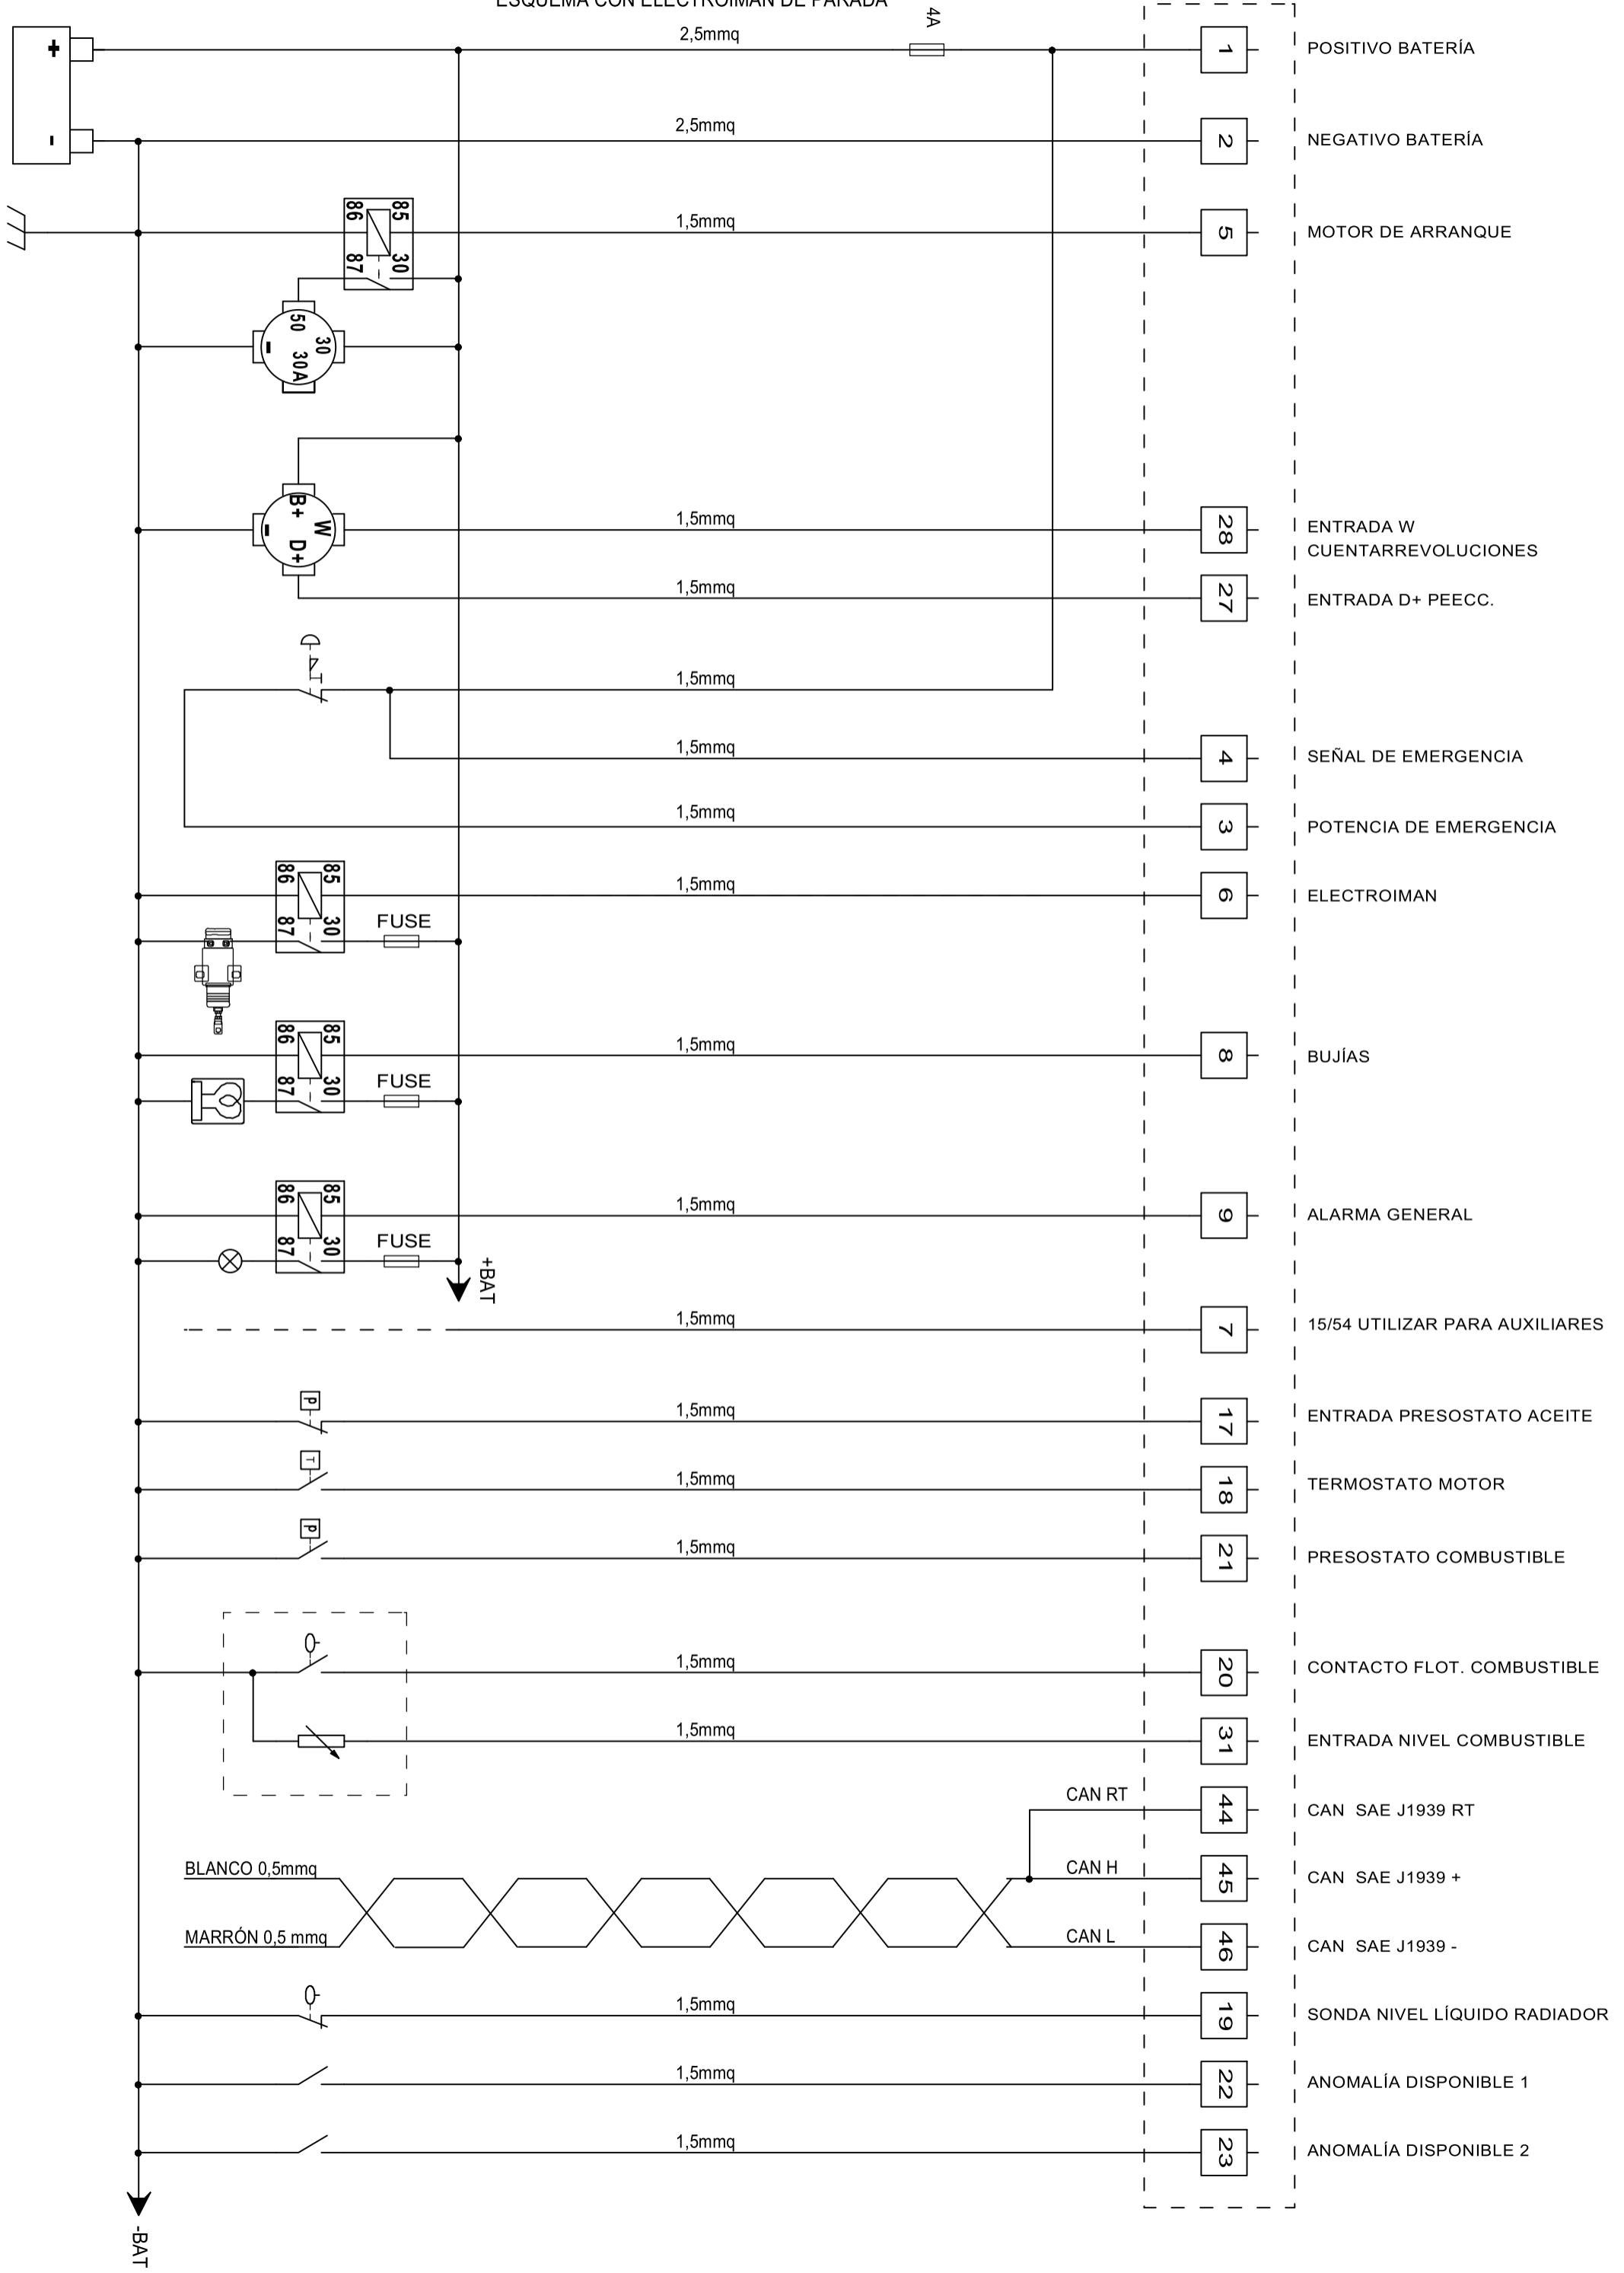 ESQUEMA CON ELECTROIMAN DE PARADA
4A
+
2,5mmq
1
POSITIVO BATERÍA
-
2,5mmq
2
NEGATIVO BATERÍA
86
85
87
30
1,5mmq
5
MOTOR DE ARRANQUE
50
30
30A
-
B+
W
D+
-
1,5mmq
28
ENTRADA W
CUENTARREVOLUCIONES
1,5mmq
27
ENTRADA D+ PEECC.
1,5mmq
1,5mmq
4
SEÑAL DE EMERGENCIA
1,5mmq
3
POTENCIA DE EMERGENCIA
86
85
87
30
1,5mmq
6
ELECTROIMAN
FUSE
86
85
87
30
1,5mmq
8
BUJÍAS
FUSE
86
85
87
30
1,5mmq
9
ALARMA GENERAL
FUSE
+BAT
1,5mmq
7
15/54 UTILIZAR PARA AUXILIARES
P
1,5mmq
17
ENTRADA PRESOSTATO ACEITE
T
1,5mmq
18
TERMOSTATO MOTOR
P
1,5mmq
21
PRESOSTATO COMBUSTIBLE
1,5mmq
20
CONTACTO FLOT. COMBUSTIBLE
1,5mmq
31
ENTRADA NIVEL COMBUSTIBLE
CAN RT
44
CAN SAE J1939 RT
BLANCO 0,5mmq
CAN H
45
CAN SAE J1939 +
MARRÓN 0,5 mmq
CAN L
46
CAN SAE J1939 -
1,5mmq
19
SONDA NIVEL LÍQUIDO RADIADOR
1,5mmq
22
ANOMALÍA DISPONIBLE 1
1,5mmq
23
ANOMALÍA DISPONIBLE 2
-BAT